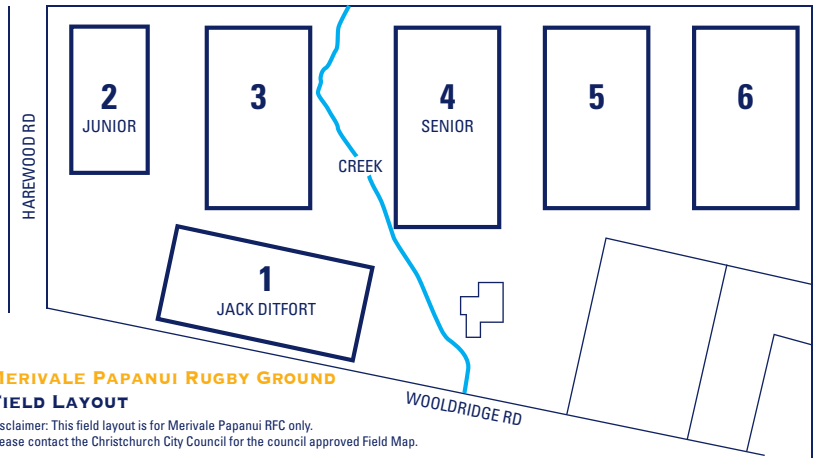 HAREWOOD RD
2
JUNIOR
3
4
SENIOR
5
6
CREEK
1
JACK DITFORT
WOOLDRIDGE RD
MERIVALE PAPANUI RUGBY GROUND
FIELD LAYOUT
isclaimer: This field layout is for Merivale Papanui RFC only.
ease contact the Christchurch City Council for the council approved Field Map.